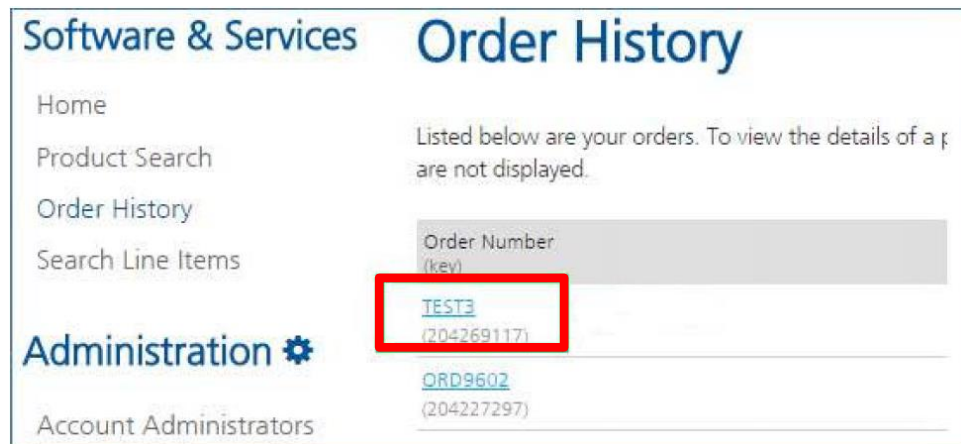 Software & Services
Home
Product Search
Order History
Search Line Items
Administration
Account Administrators
Order History
Listed below are your orders. To view the details of a p
are not displayed.
Order Number
(key)
TEST3
(204269117)
ORD9602
(204227297)